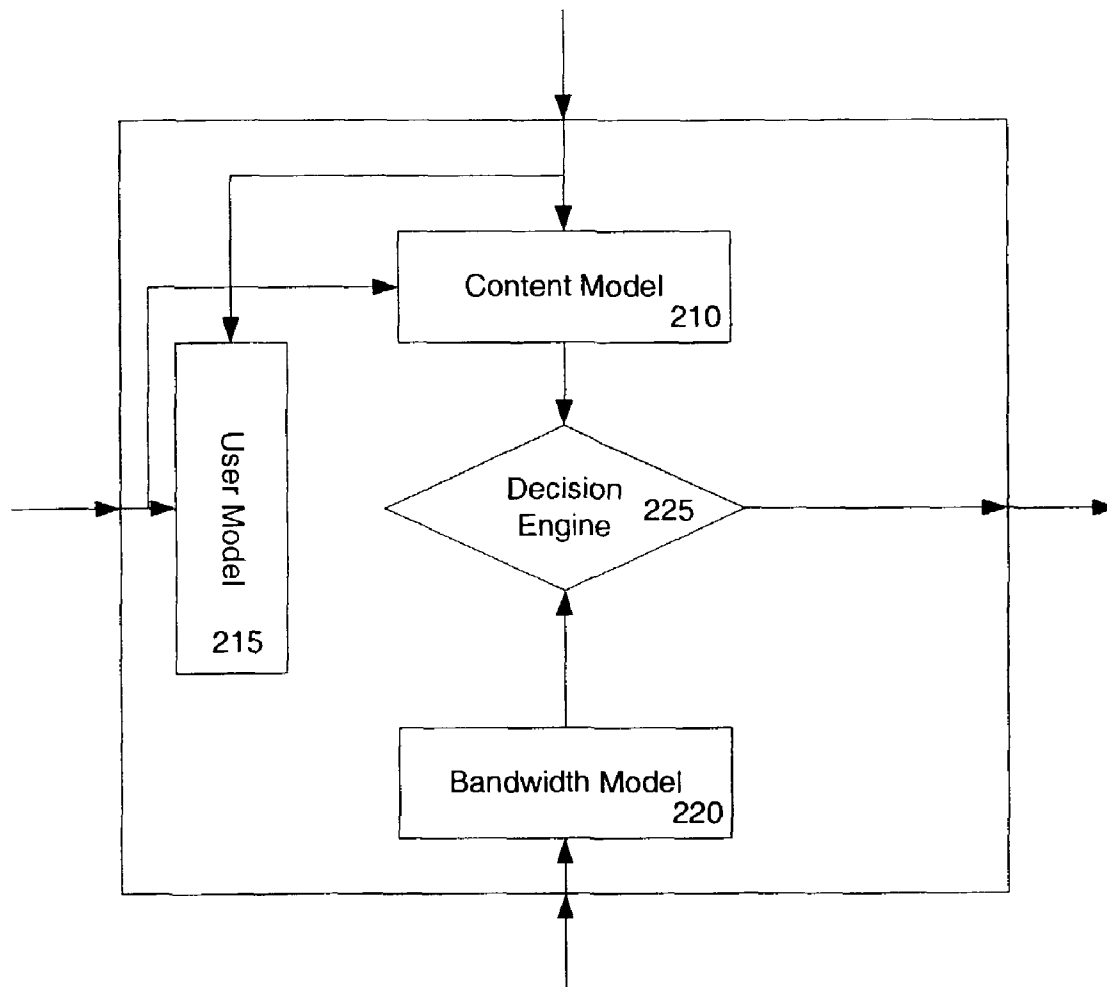 Content Model
210
User Model
215
Decision
Engine
225
Bandwidth Model
220